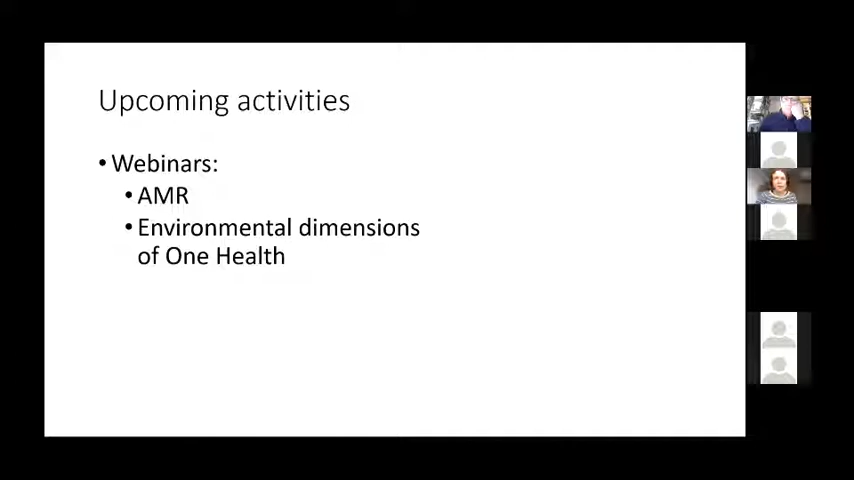 Upcoming activities
• Webinars:
• AMR
• Environmental dimensions
of One Health